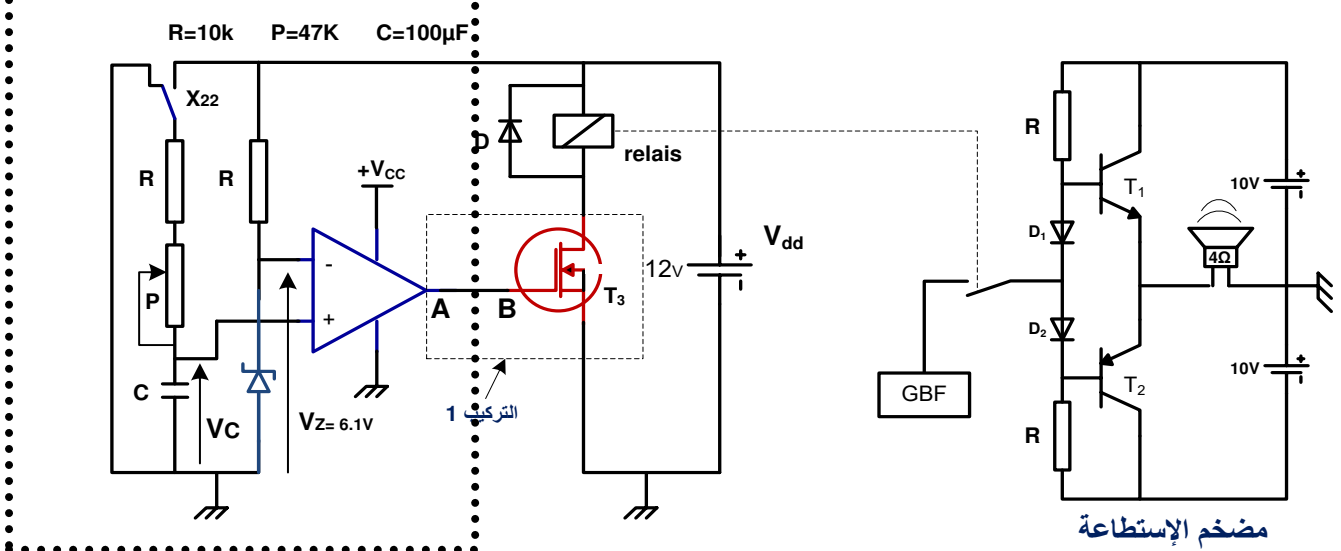 R=10k P=47K C=100µF
X22
R
R
P
C
VC
VZ= 6.1V
+VCC
-
+
A
B
D
relais
T3
التركيب 1
12V
+
-
Vdd
GBF
R
D1
D2
R
T1
T2
4Ω
10V
+
-
10V
+
-
مضخم الإستطاعة